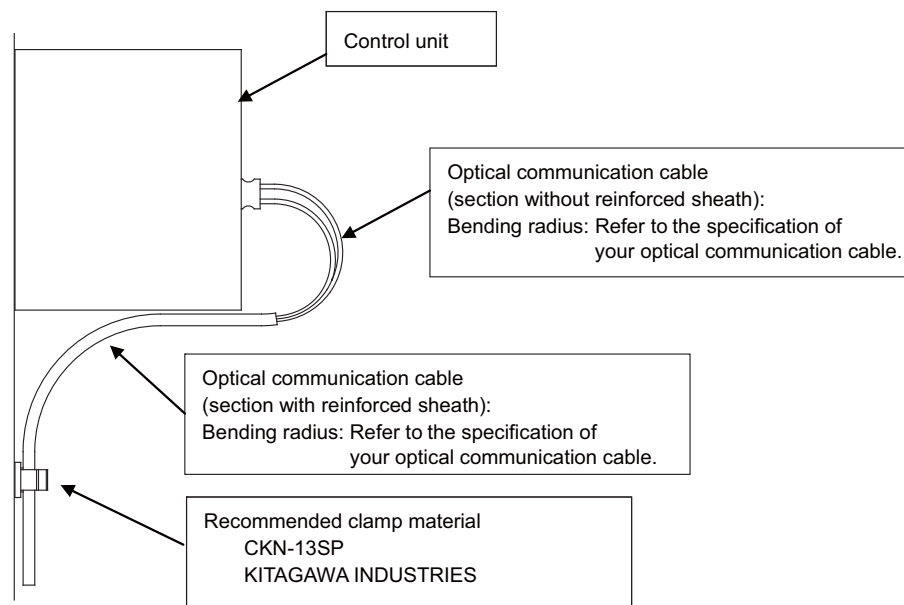 Control unit
Optical communication cable
(section without reinforced sheath):
Bending radius: Refer to the specification of
your optical communication cable.
Optical communication cable
(section with reinforced sheath):
Bending radius: Refer to the specification of
your optical communication cable.
Recommended clamp material
CKN-13SP
KITAGAWA INDUSTRIES